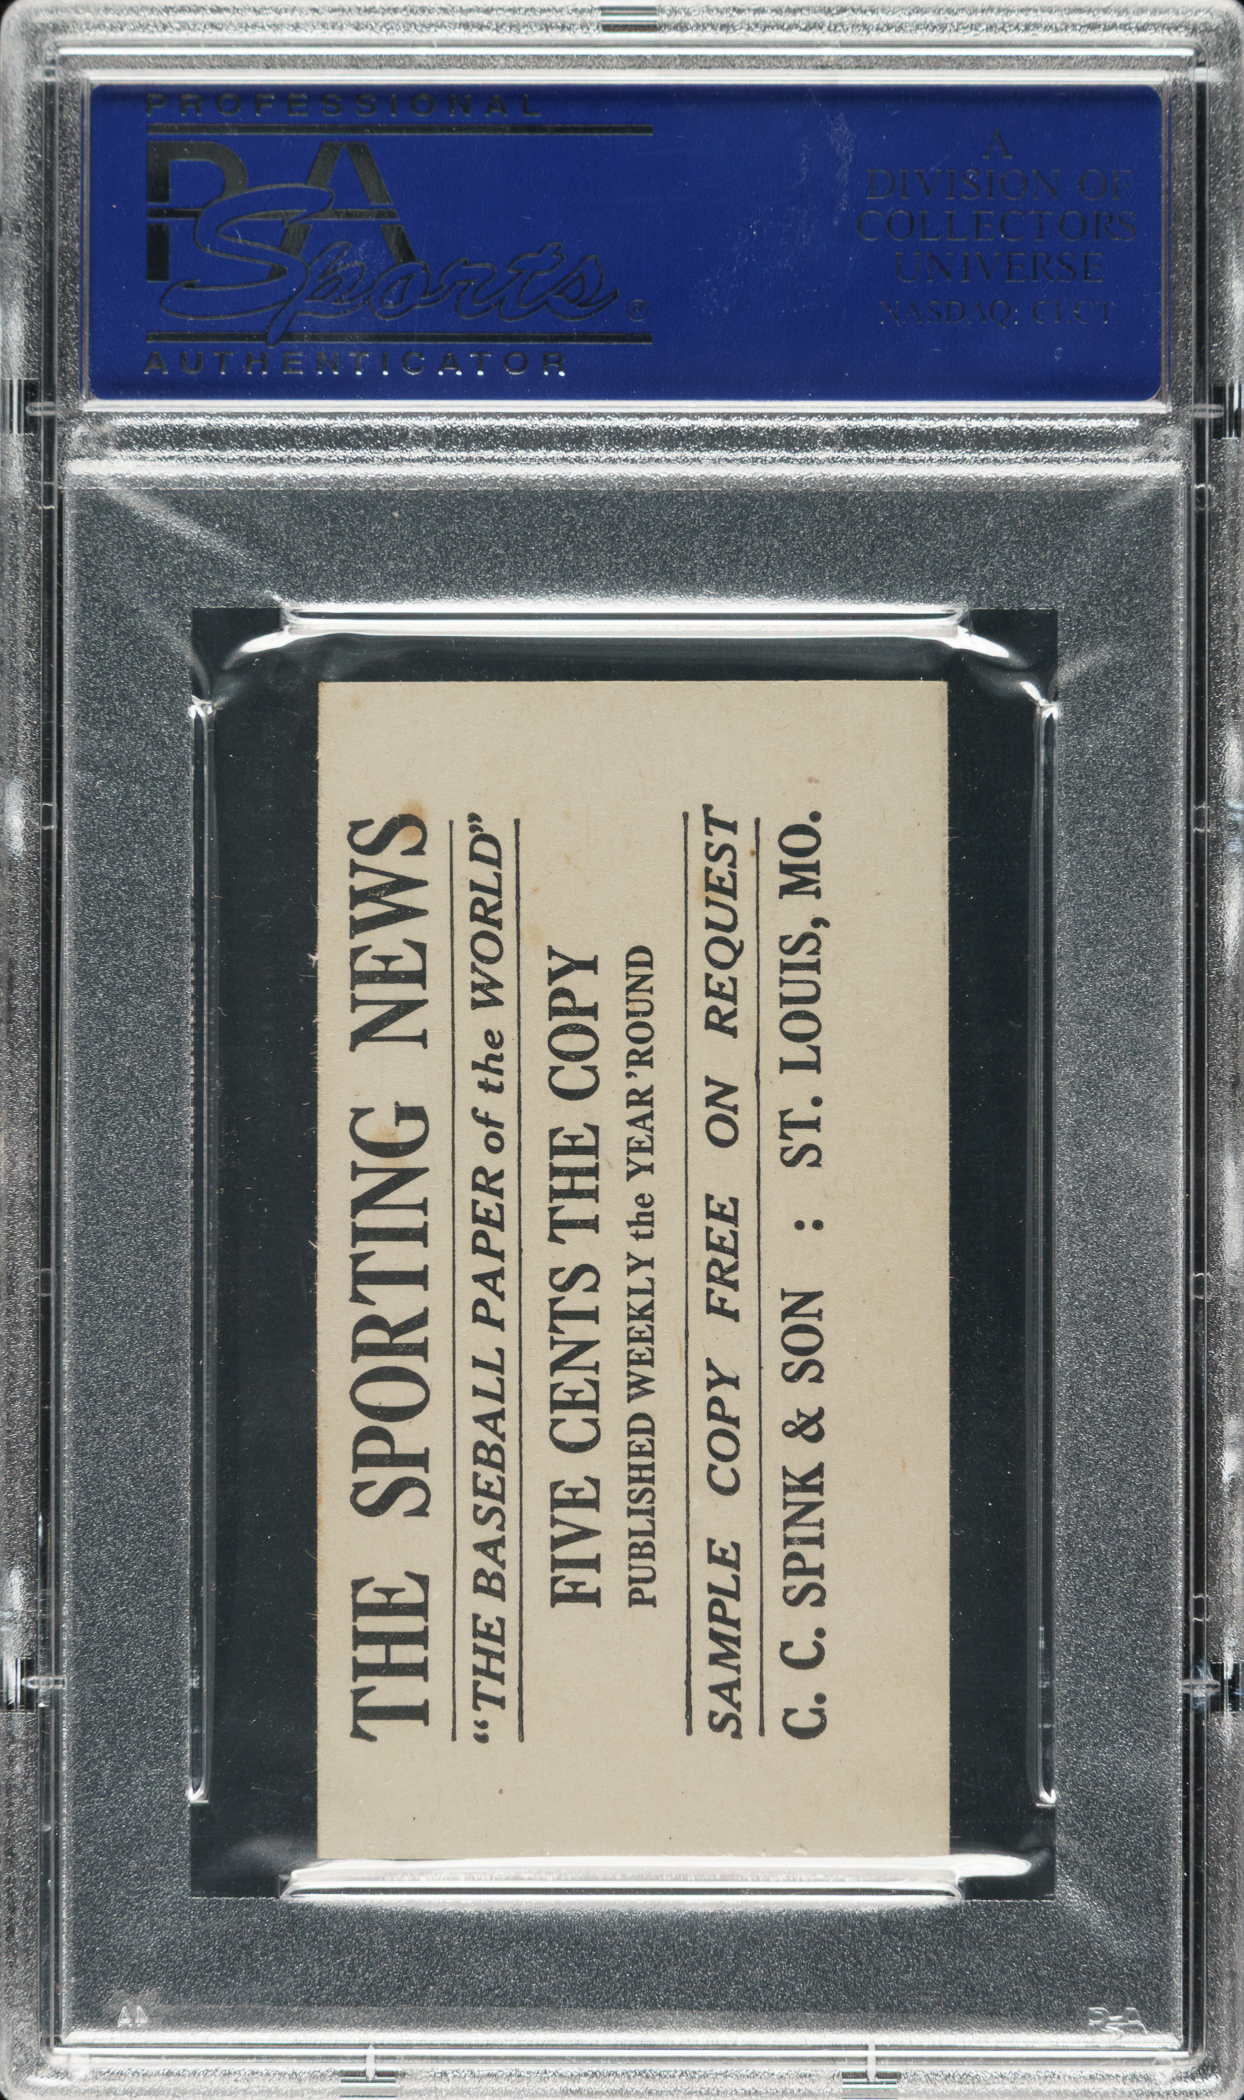 PROFESSIONAL
PSA
Sports ®
AUTHENTICATOR
A
DIVISION OF
COLLECTORS
UNIVERSE
NASDAQ: CLCT
THE SPORTING NEWS
“THE BASEBALL PAPER of the WORLD”
FIVE CENTS THE COPY
PUBLISHED WEEKLY the YEAR 'ROUND
SAMPLE COPY FREE ON REQUEST
C. C. SPINK & SON : ST. LOUIS, MO.
PSA